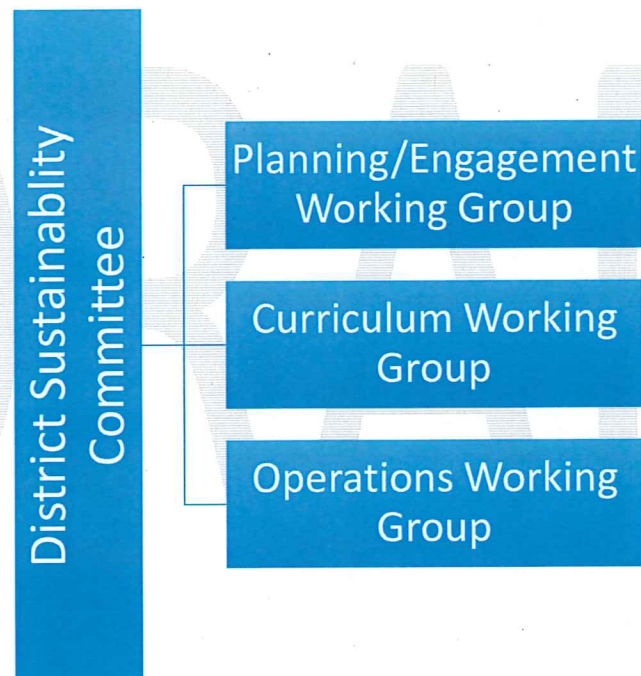 District Sustainablity
Committee
Planning/Engagement
Working Group
Curriculum Working
Group
Operations Working
Group